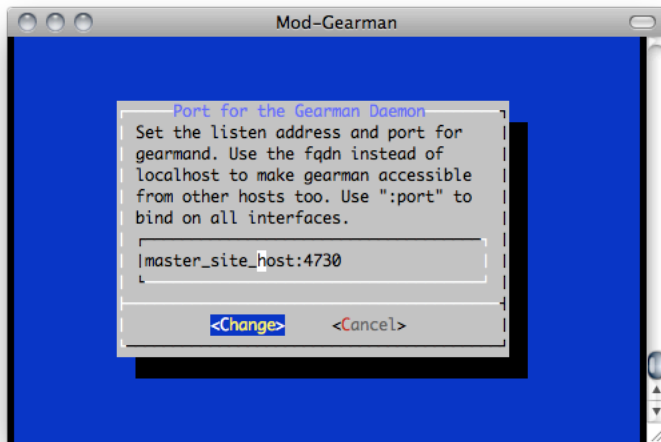 Mod-Gearman
Port for the Gearman Daemon
Set the listen address and port for
gearmand. Use the fqdn instead of
localhost to make gearman accessible
from other hosts too. Use ":port" to
bind on all interfaces.
master_site_host:4730
<Change> <Cancel>